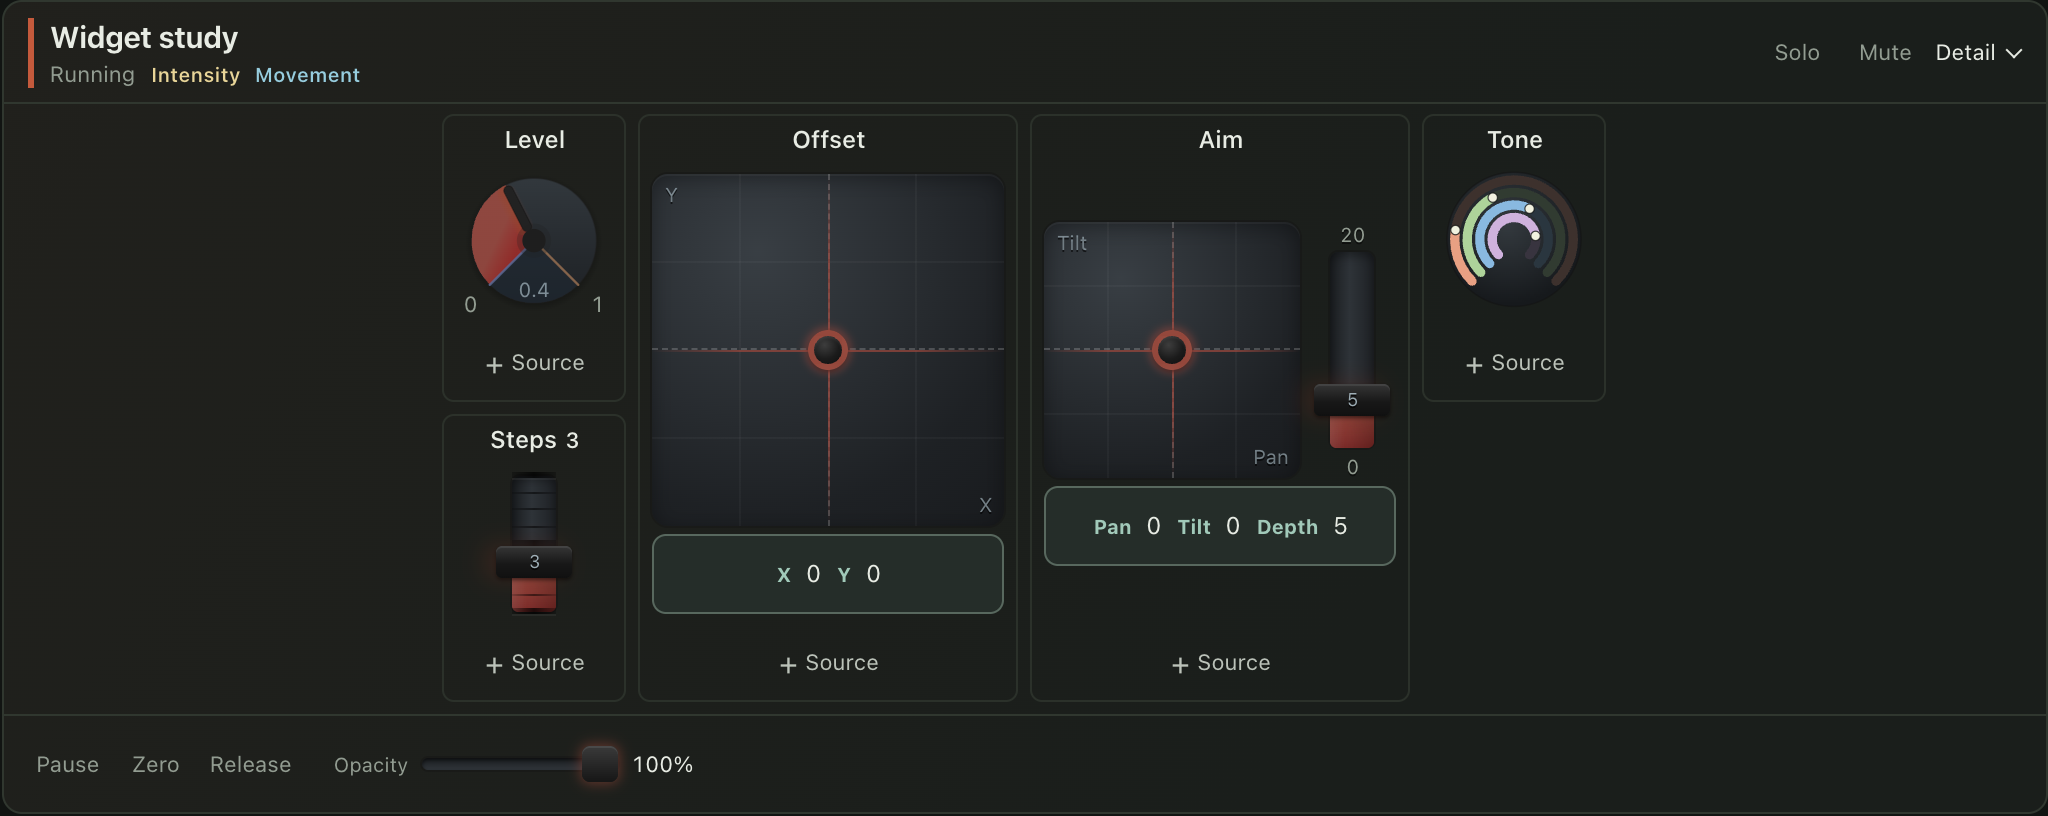 Widget study
Running Intensity Movement
Solo Mute Detail
Level
0.4
0 1
+ Source
Steps 3
3
+ Source
Offset
Y
X
X 0 Y 0
+ Source
Aim
Tilt
Pan
20
5
0
Pan 0 Tilt 0 Depth 5
+ Source
Tone
+ Source
Pause Zero Release Opacity 100%